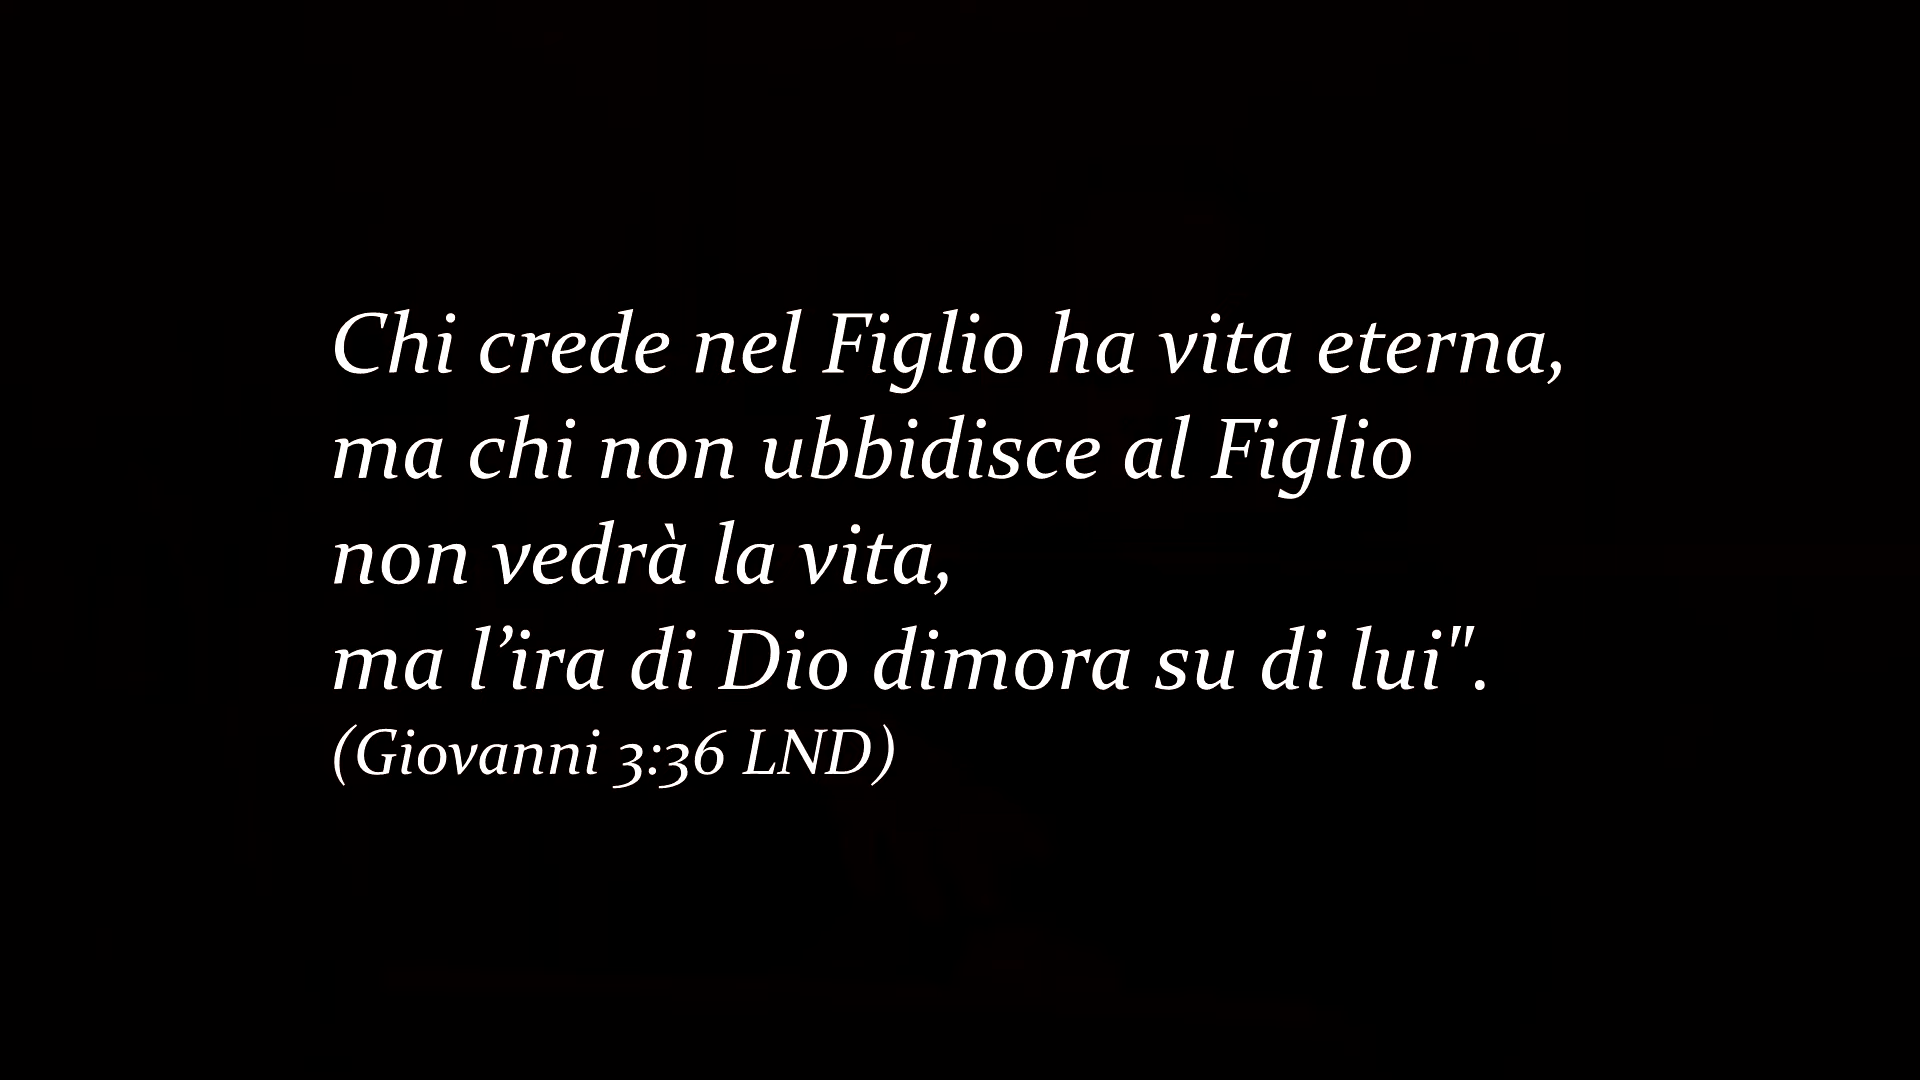 Chi crede nel Figlio ha vita eterna,
ma chi non ubbidisce al Figlio
non vedrà la vita,
ma l’ira di Dio dimora su di lui".
(Giovanni 3:36 LND)